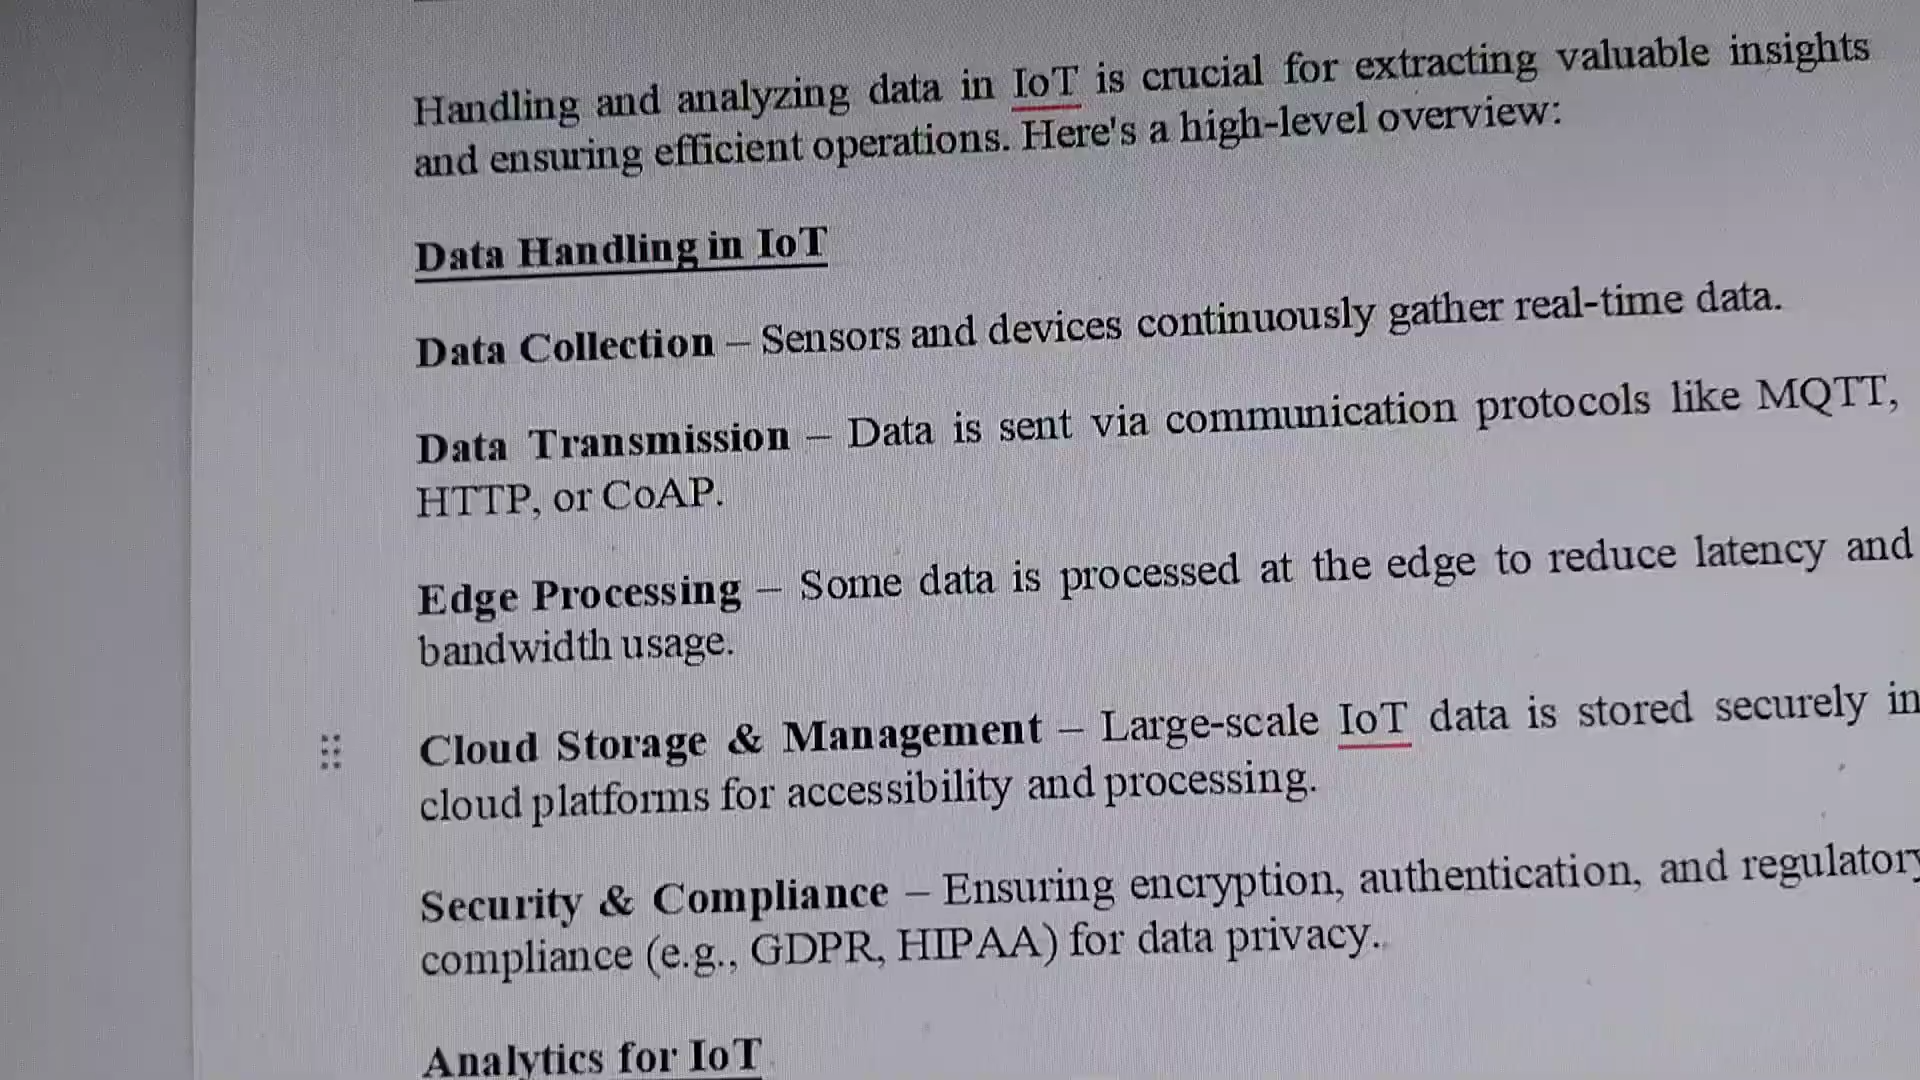 Handling and analyzing data in IoT is crucial for extracting valuable insights
and ensuring efficient operations. Here's a high-level overview:
Data Handling in IoT
Data Collection – Sensors and devices continuously gather real-time data.
Data Transmission – Data is sent via communication protocols like MQTT,
HTTP, or CoAP.
Edge Processing – Some data is processed at the edge to reduce latency and
bandwidth usage.
Cloud Storage & Management – Large-scale IoT data is stored securely in
cloud platforms for accessibility and processing.
Security & Compliance – Ensuring encryption, authentication, and regulatory
compliance (e.g., GDPR, HIPAA) for data privacy.
Analytics for IoT